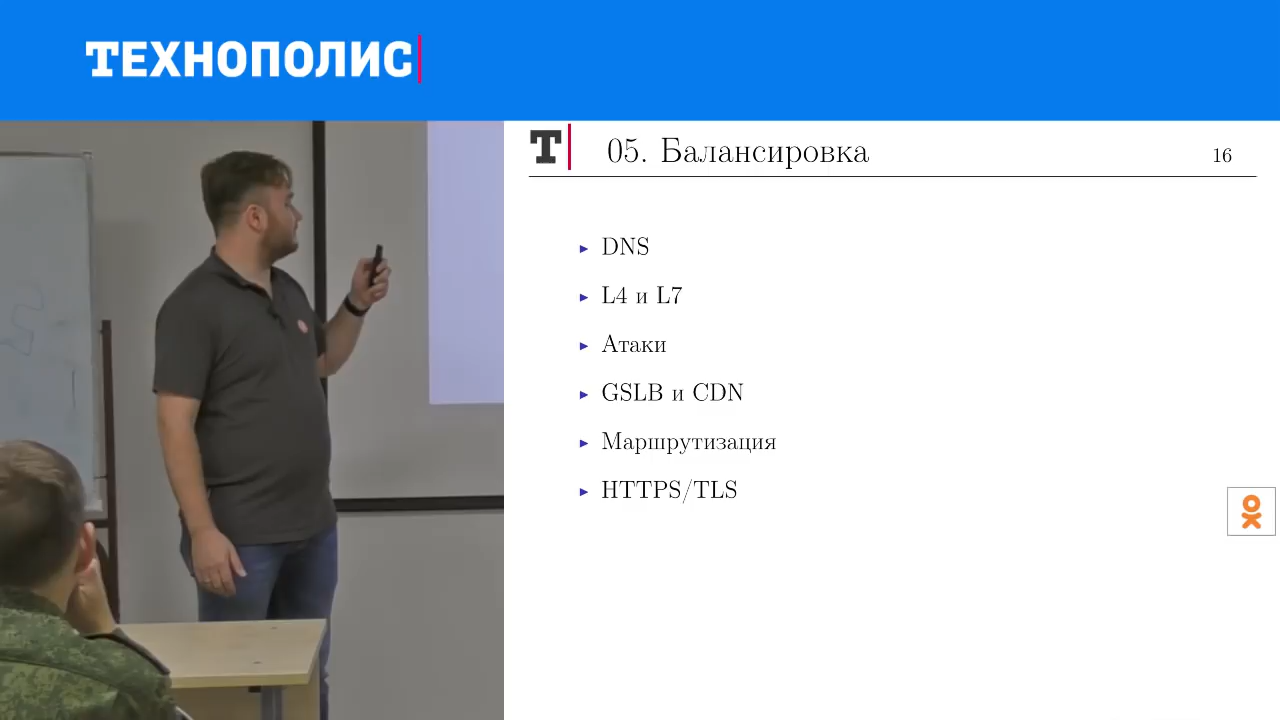 ТЕХНОПОЛИС
Т
05. Балансировка
16
DNS
L4 и L7
Атаки
GSLB и CDN
Маршрутизация
HTTPS/TLS